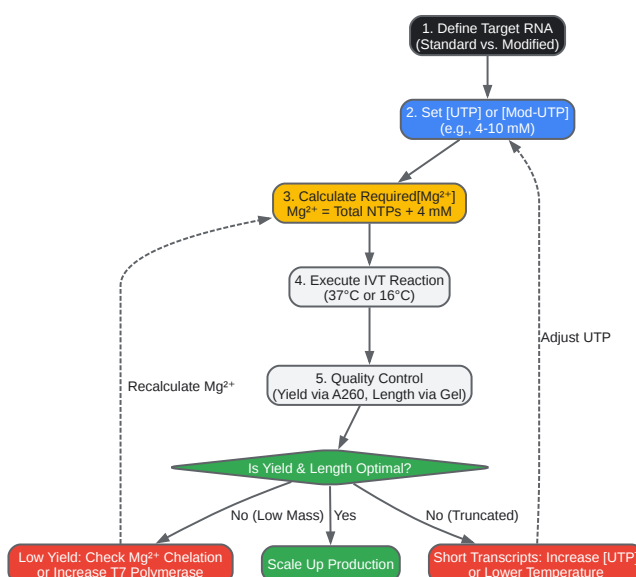 1. Define Target RNA
(Standard vs. Modified)
2. Set [UTP] or [Mod-UTP]
(e.g., 4-10 mM)
3. Calculate Required[Mg²⁺]
Mg²⁺ = Total NTPs + 4 mM
4. Execute IVT Reaction
(37°C or 16°C)
Adjust UTP
Recalculate Mg²⁺
5. Quality Control
(Yield via A260, Length via Gel)
Is Yield & Length Optimal?
No (Low Mass)
Yes
No (Truncated)
Low Yield: Check Mg²⁺ Chelation
or Increase T7 Polymerase
Scale Up Production
Short Transcripts: Increase [UTP]
or Lower Temperature